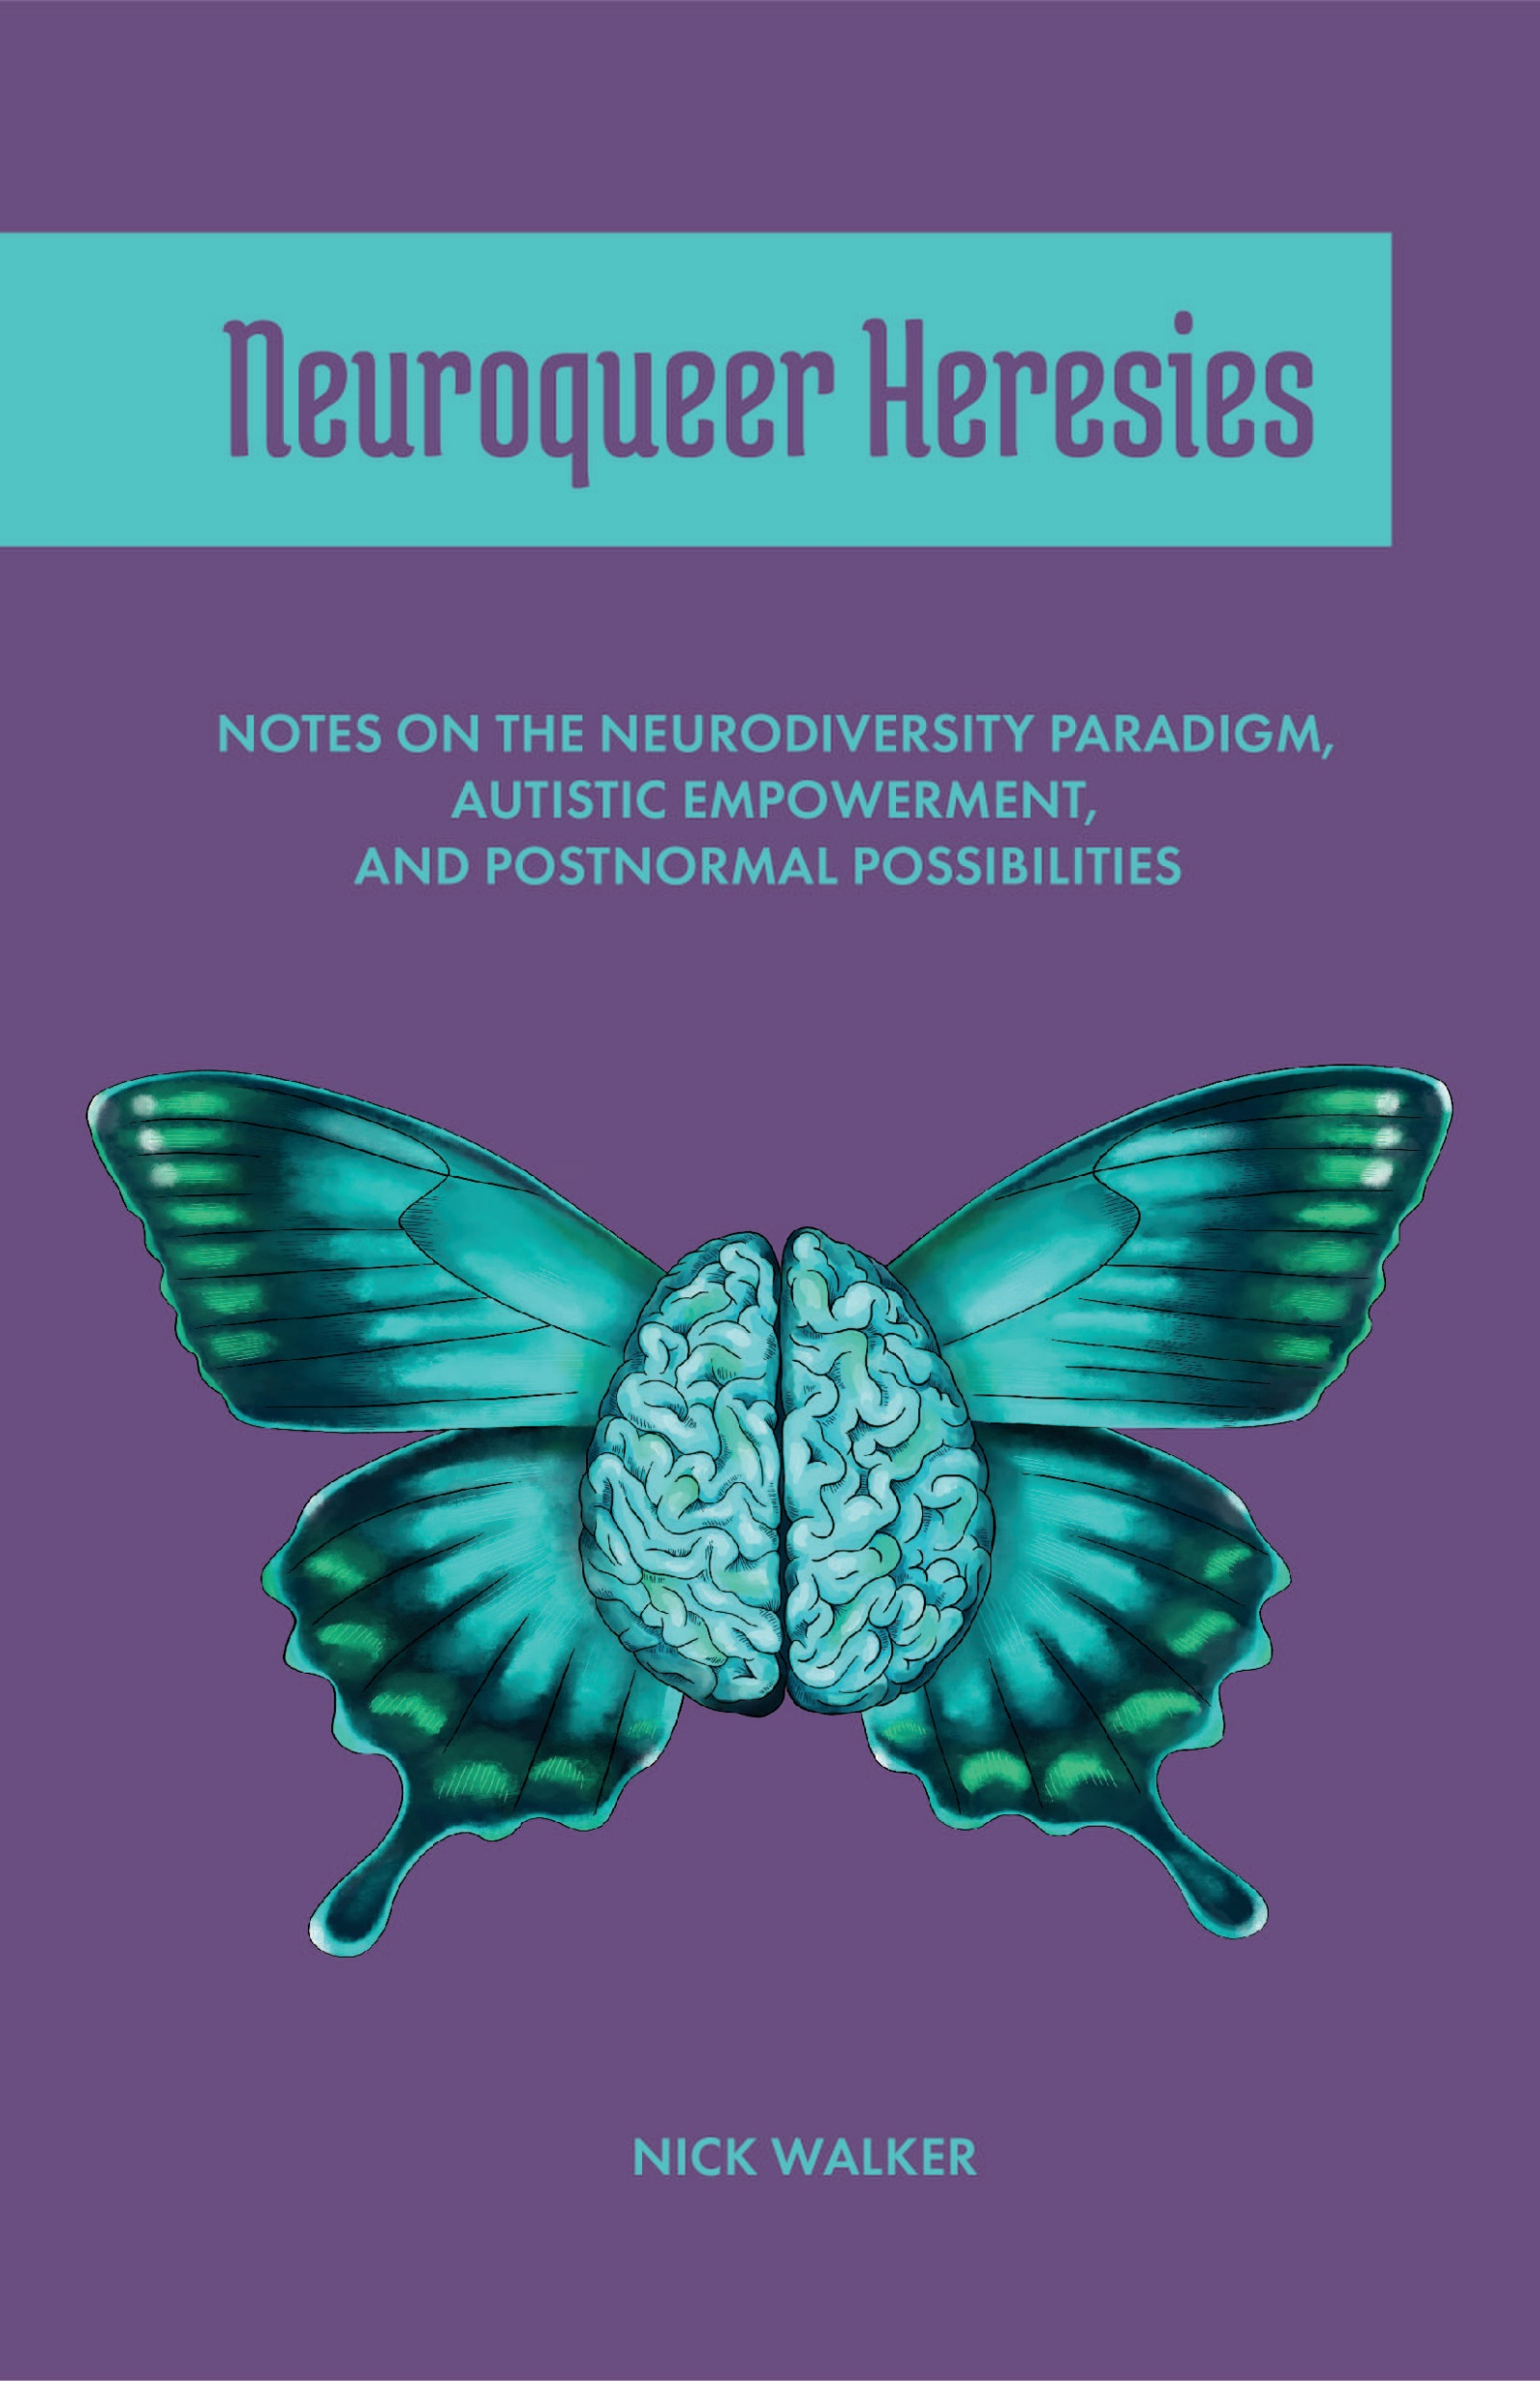 Neuroqueer Heresies
NOTES ON THE NEURODIVERSITY PARADIGM,
AUTISTIC EMPOWERMENT,
AND POSTNORMAL POSSIBILITIES
NICK WALKER